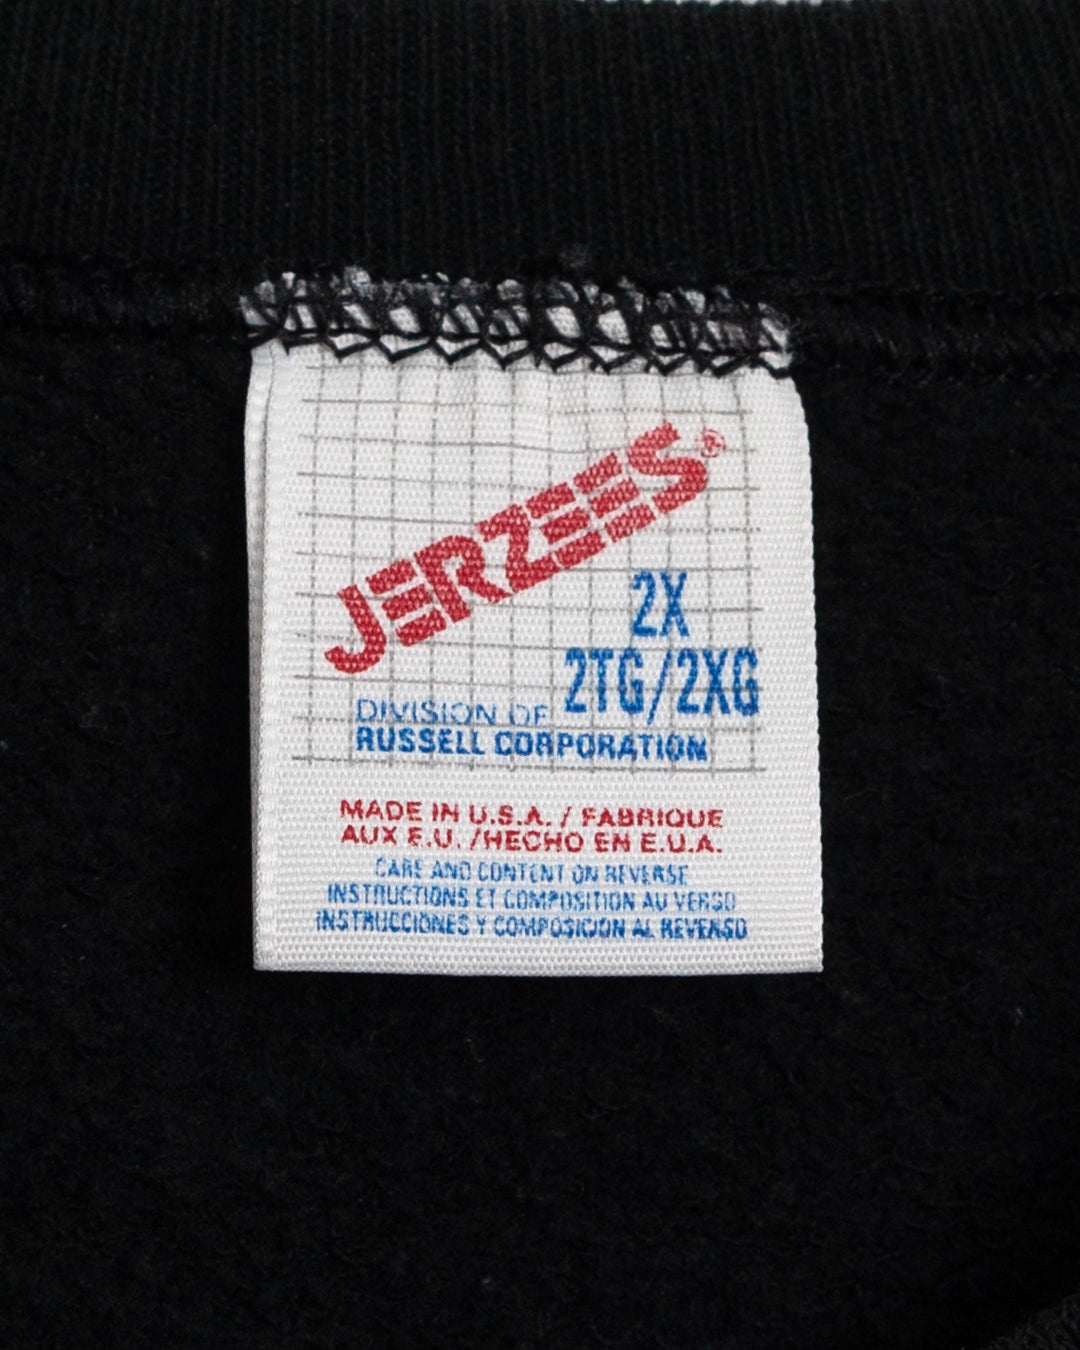 JERZEES®
2X
2TG/2XG
DIVISION OF
RUSSELL CORPORATION
MADE IN U.S.A. / FABRIQUE
AUX E.U. /HECHO EN E.U.A.
CARE AND CONTENT ON REVERSE
INSTRUCTIONS ET COMPOSITION AU VERSO
INSTRUCCIONES Y COMPOSICION AL REVERSO